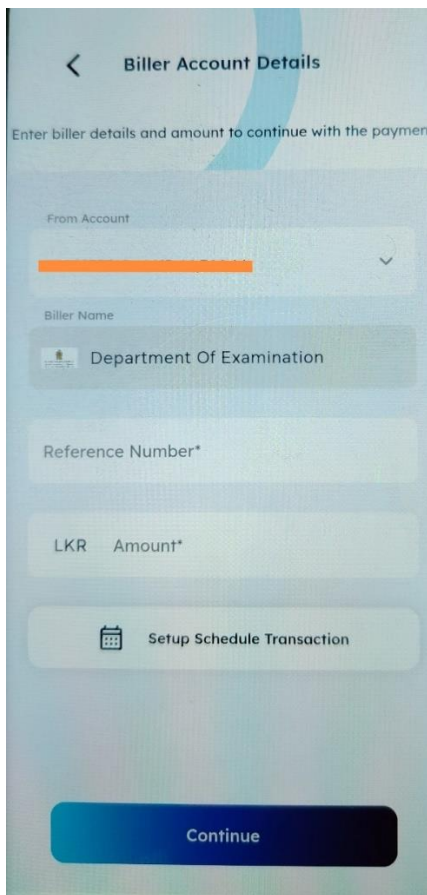 Biller Account Details
Enter biller details and amount to continue with the paymen
From Account
Biller Name
Department Of Examination
Reference Number*
LKR Amount*
Setup Schedule Transaction
Continue